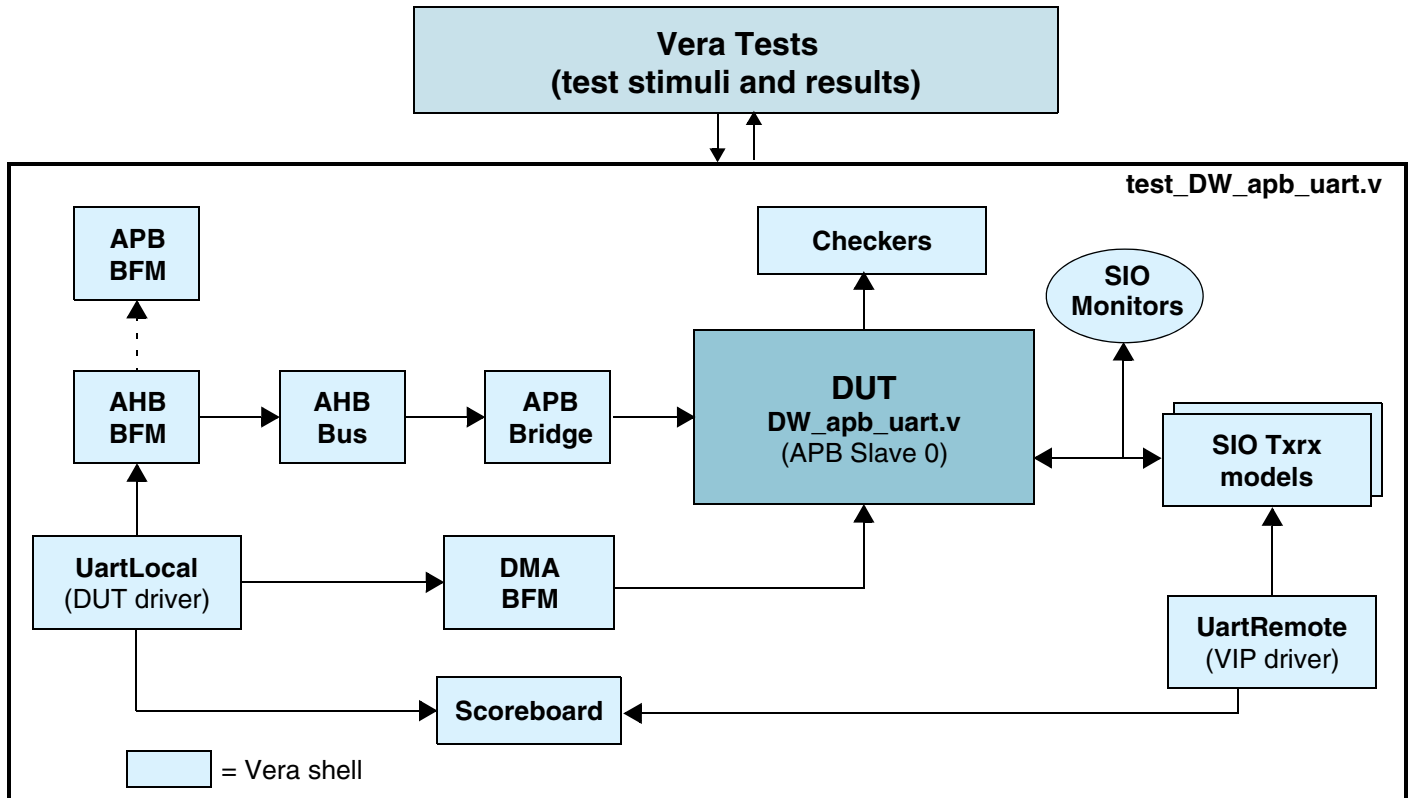 Vera Tests
(test stimuli and results)
test_DW_apb_uart.v
APB
BFM
Checkers
SIO
Monitors
AHB
BFM
AHB
Bus
APB
Bridge
DUT
DW_apb_uart.v
(APB Slave 0)
SIO Txrx
models
UartLocal
(DUT driver)
DMA
BFM
UartRemote
(VIP driver)
Scoreboard
= Vera shell